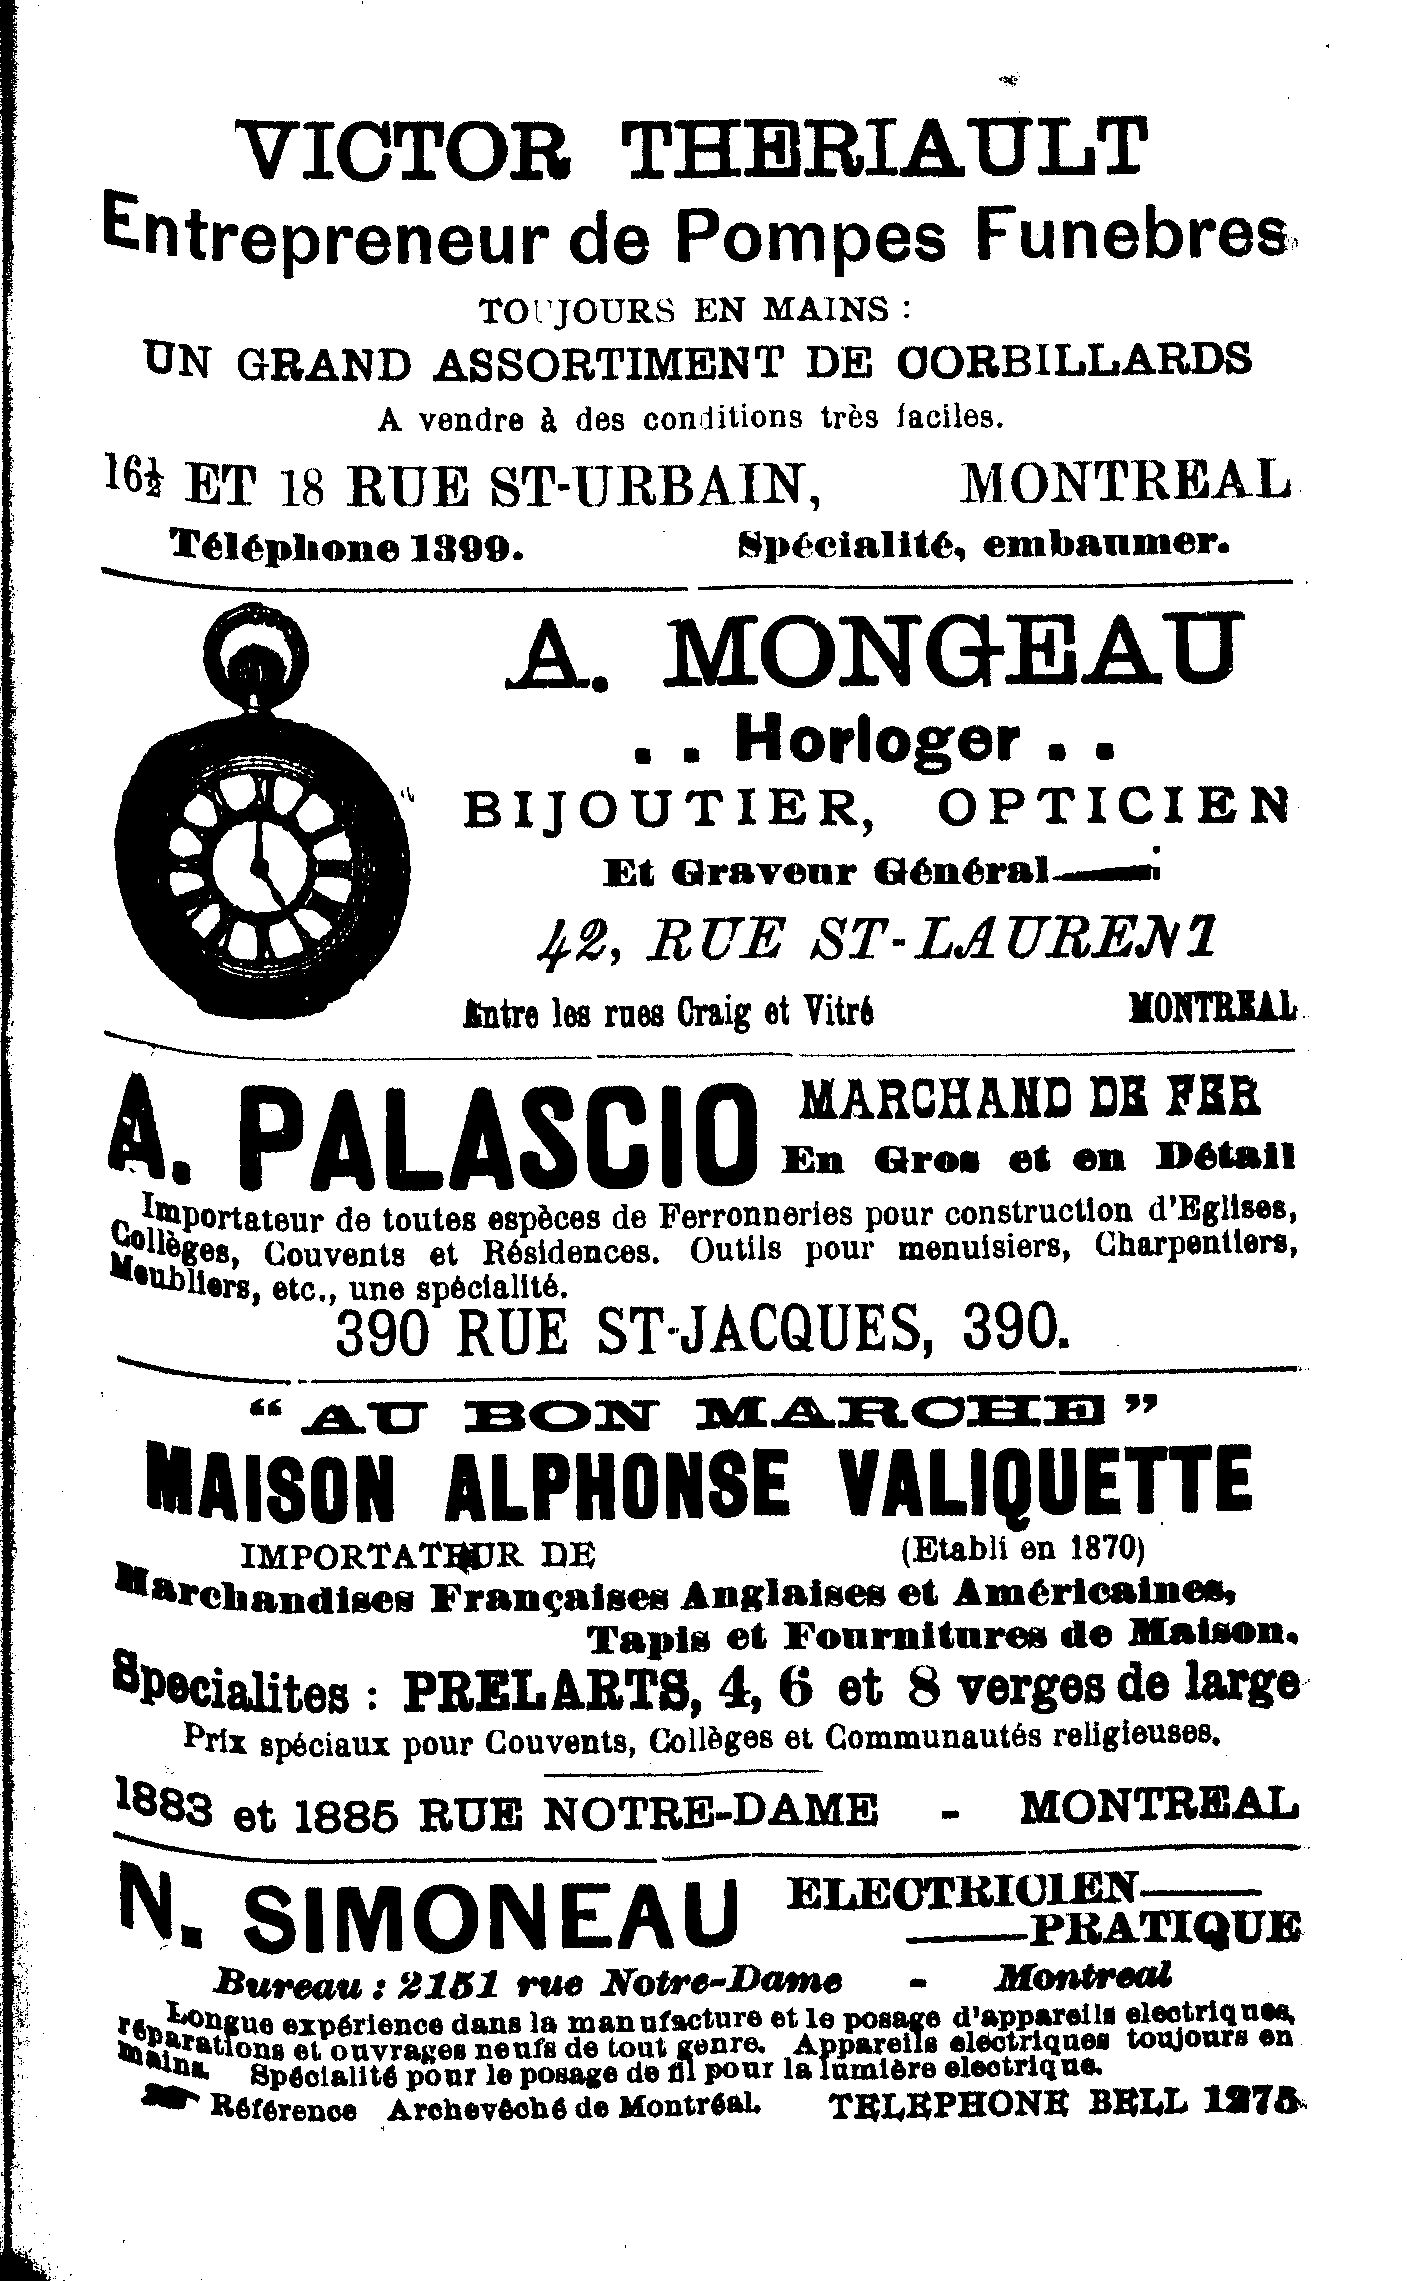 VICTOR THERIAULT
Entrepreneur de Pompes Funebres
TOUJOURS EN MAINS :
UN GRAND ASSORTIMENT DE CORBILLARDS
A vendre à des conditions très faciles.
16½ ET 18 RUE ST-URBAIN, MONTREAL
Téléphone 1399. Spécialité, embaumer.
A. MONGEAU
. . Horloger . .
BIJOUTIER, OPTICIEN
Et Graveur Général
42, RUE ST-LAURENT
Entre les rues Craig et Vitré MONTREAL
A. PALASCIO MARCHAND DE FER
En Gros et en Détail
Importateur de toutes espèces de Ferronneries pour construction d'Eglises,
Collèges, Couvents et Résidences. Outils pour menuisiers, Charpentiers,
Meubliers, etc., une spécialité.
390 RUE ST-JACQUES, 390.
“ AU BON MARCHE ”
MAISON ALPHONSE VALIQUETTE
IMPORTATEUR DE (Etabli en 1870)
Marchandises Françaises Anglaises et Américaines,
Tapis et Fournitures de Maison.
Specialites : PRELARTS, 4, 6 et 8 verges de large
Prix spéciaux pour Couvents, Collèges et Communautés religieuses.
1883 et 1885 RUE NOTRE-DAME - MONTREAL
N. SIMONEAU ELECTRICIEN
PRATIQUE
Bureau : 2151 rue Notre-Dame - Montreal
Longue expérience dans la manufacture et le posage d'appareils electriques,
réparations et ouvrages neufs de tout genre. Appareils electriques toujours en
mains. Spécialité pour le posage de fil pour la lumière electrique.
Référence Archevêché de Montréal. TELEPHONE BELL 1275